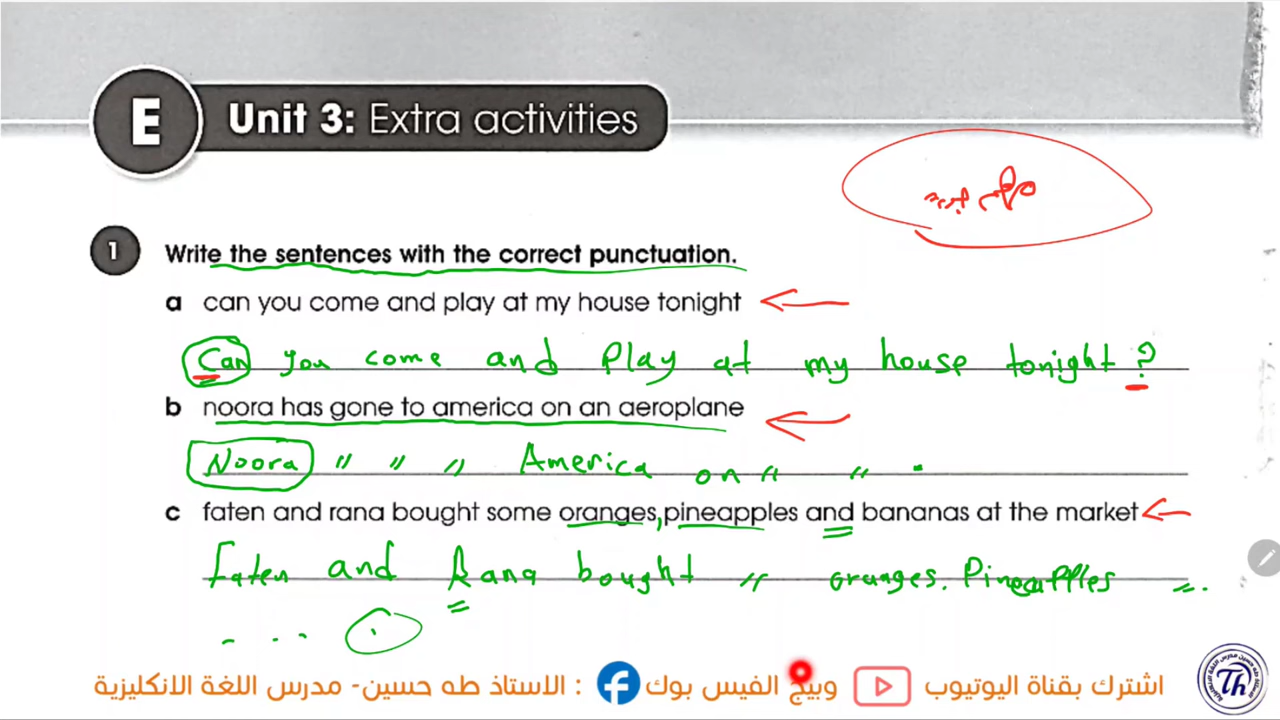 E
Unit 3: Extra activities
1 Write the sentences with the correct punctuation.
a can you come and play at my house tonight
Can you come and Play at my house tonight ?
b noora has gone to america on an aeroplane
Noora " " " America on " " .
c faten and rana bought some oranges,pineapples and bananas at the market
Faten and Rana bought " oranges. Pineapples " ..
. . . .
اشترك بقناة اليوتيوب وبيج الفيس بوك : الاستاذ طه حسين- مدرس اللغة الانكليزية
Th